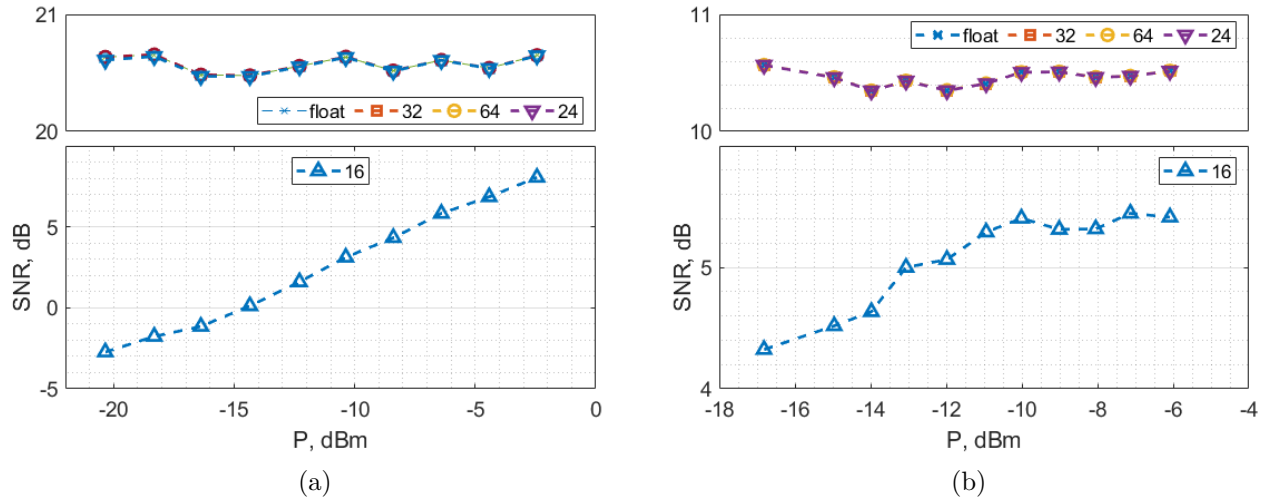 21
20
float 32 64 24
16
5
0
-5
SNR, dB
-20 -15 -10 -5 0
P, dBm
(a)
11
10
float 32 64 24
16
5
4
SNR, dB
-18 -16 -14 -12 -10 -8 -6 -4
P, dBm
(b)